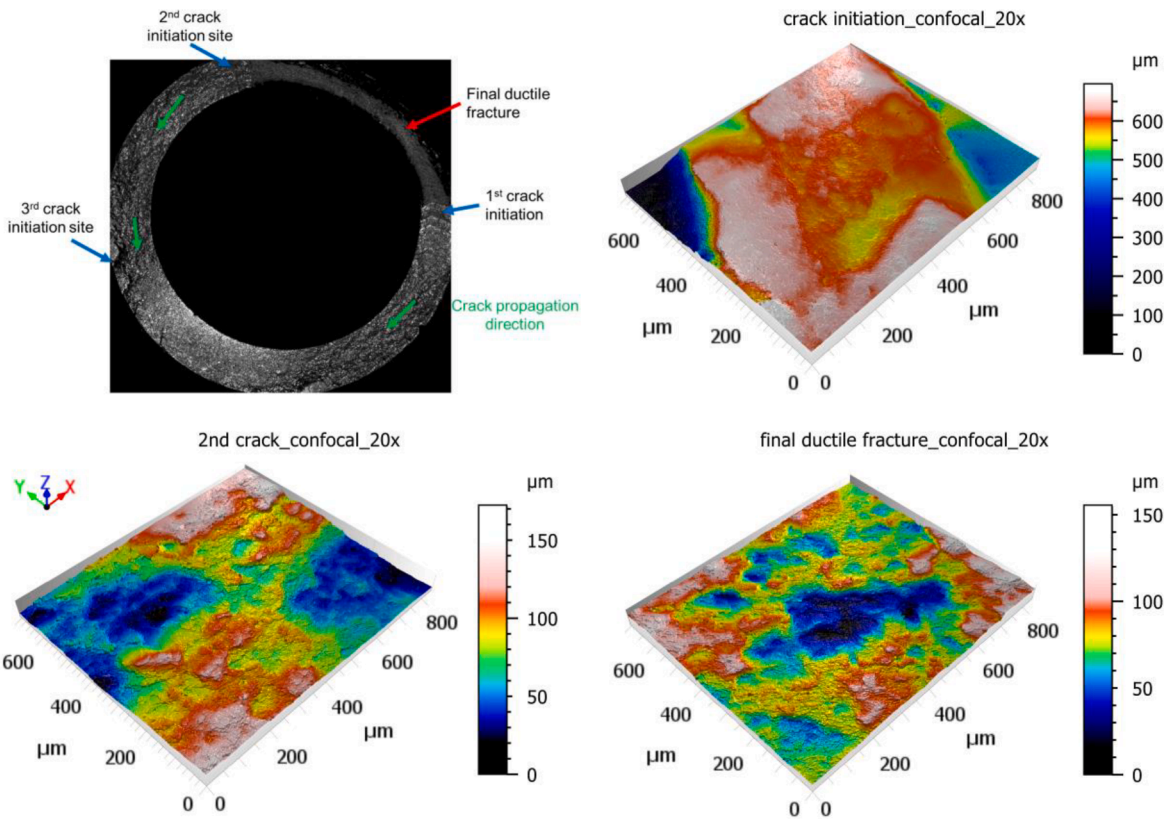 2nd crack
initiation site
Final ductile
fracture
1st crack
initiation
3rd crack
initiation site
Crack propagation
direction
crack initiation_confocal_20x
µm
600
500
400
300
200
100
0
800
600
400
200
0
µm
600
400
200
0
µm
2nd crack_confocal_20x
Y Z X
µm
150
100
50
0
800
600
400
200
0
µm
600
400
200
0
µm
final ductile fracture_confocal_20x
µm
150
100
50
0
800
600
400
200
0
µm
600
400
200
0
µm